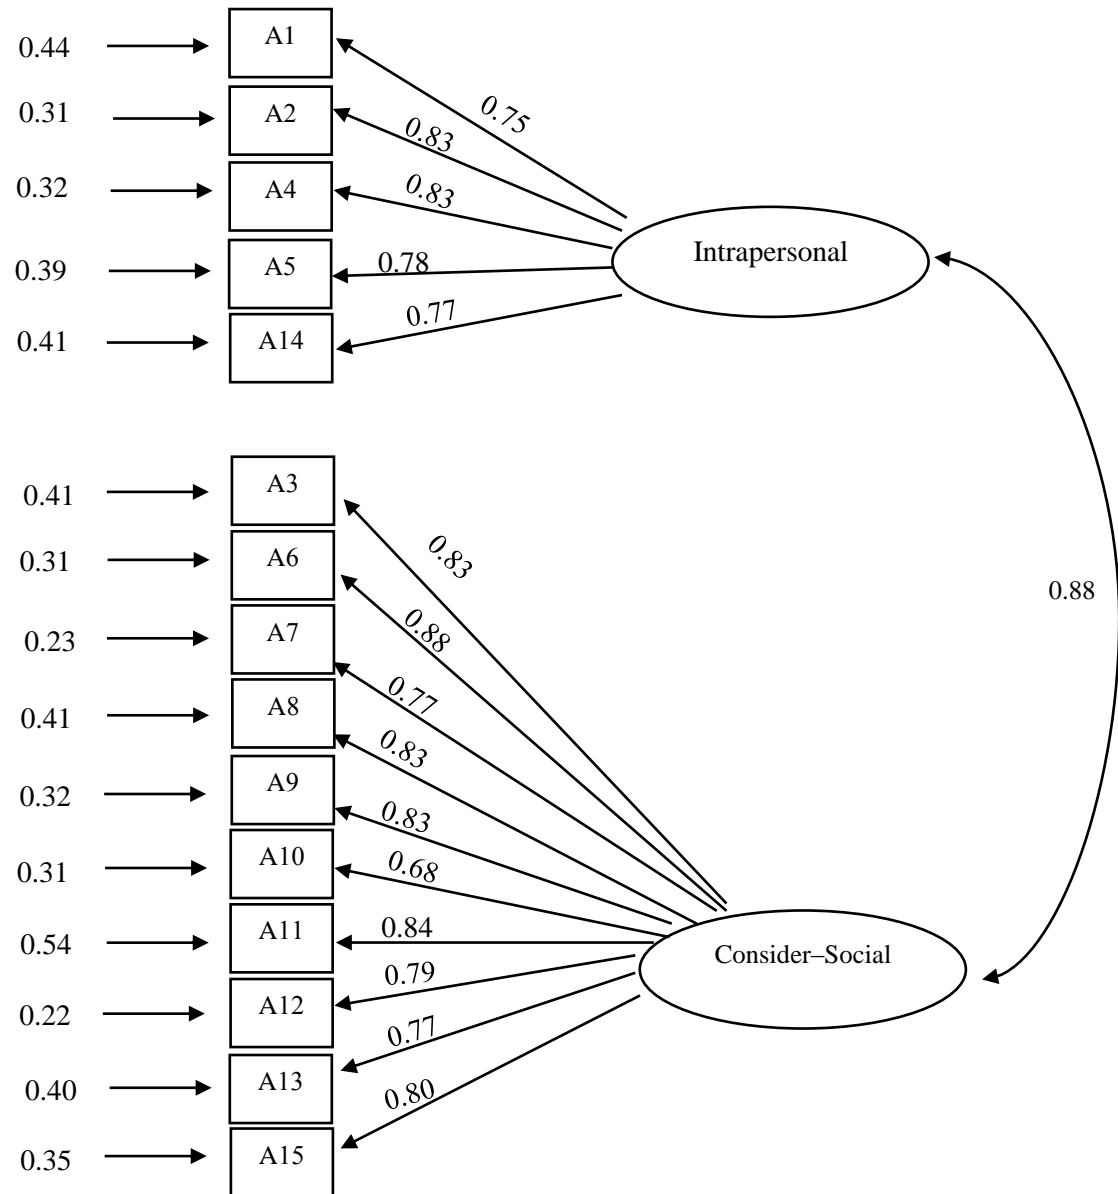 0.44 A1
0.31 A2
0.32 A4
0.39 A5
0.41 A14
0.75
0.83
0.83
0.78
0.77
Intrapersonal
0.88
0.41 A3
0.31 A6
0.23 A7
0.41 A8
0.32 A9
0.31 A10
0.54 A11
0.22 A12
0.40 A13
0.35 A15
0.83
0.88
0.77
0.83
0.83
0.68
0.84
0.79
0.77
0.80
Consider–Social